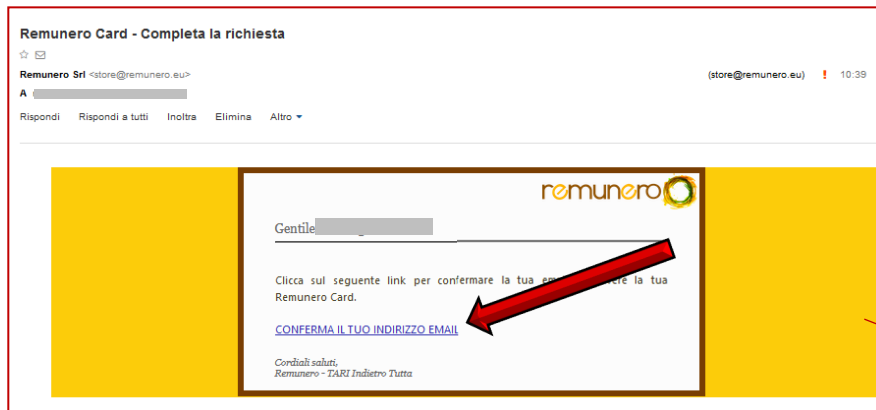 Remunero Card - Completa la richiesta
Remunero Srl <store@remunero.eu>
(store@remunero.eu) ! 10:39
A (
Rispondi Rispondi a tutti Inoltra Elimina Altro
remunero
Gentile
Clicca sul seguente link per confermare la tua la tua
Remunero Card.
CONFERMA IL TUO INDIRIZZO EMAIL
Cordiali saluti,
Remunero - TARI Indietro Tutta